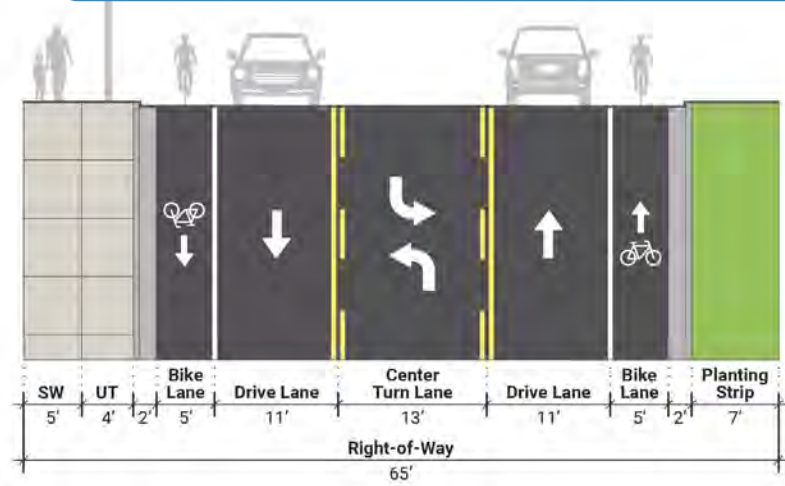 SW
UT
Bike
Lane
Drive Lane
Center
Turn Lane
Drive Lane
Bike
Lane
Planting
Strip
5'
4'
2'
5'
11'
13'
11'
5'
2'
7'
Right-of-Way
65'